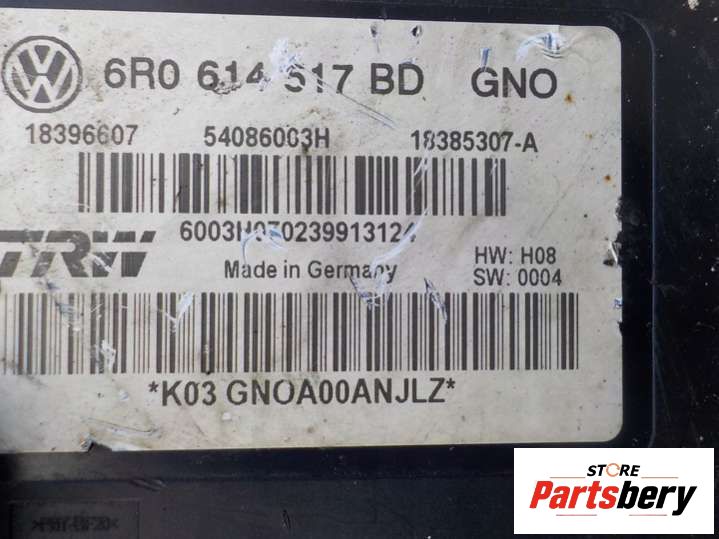 6R0 614 517 BD GNO
18396607 54086003H 18385307-A
6003H070239913124
TRW
Made in Germany
HW: H08
SW: 0004
*K03 GNOA00ANJLZ*
STORE
Partsbery